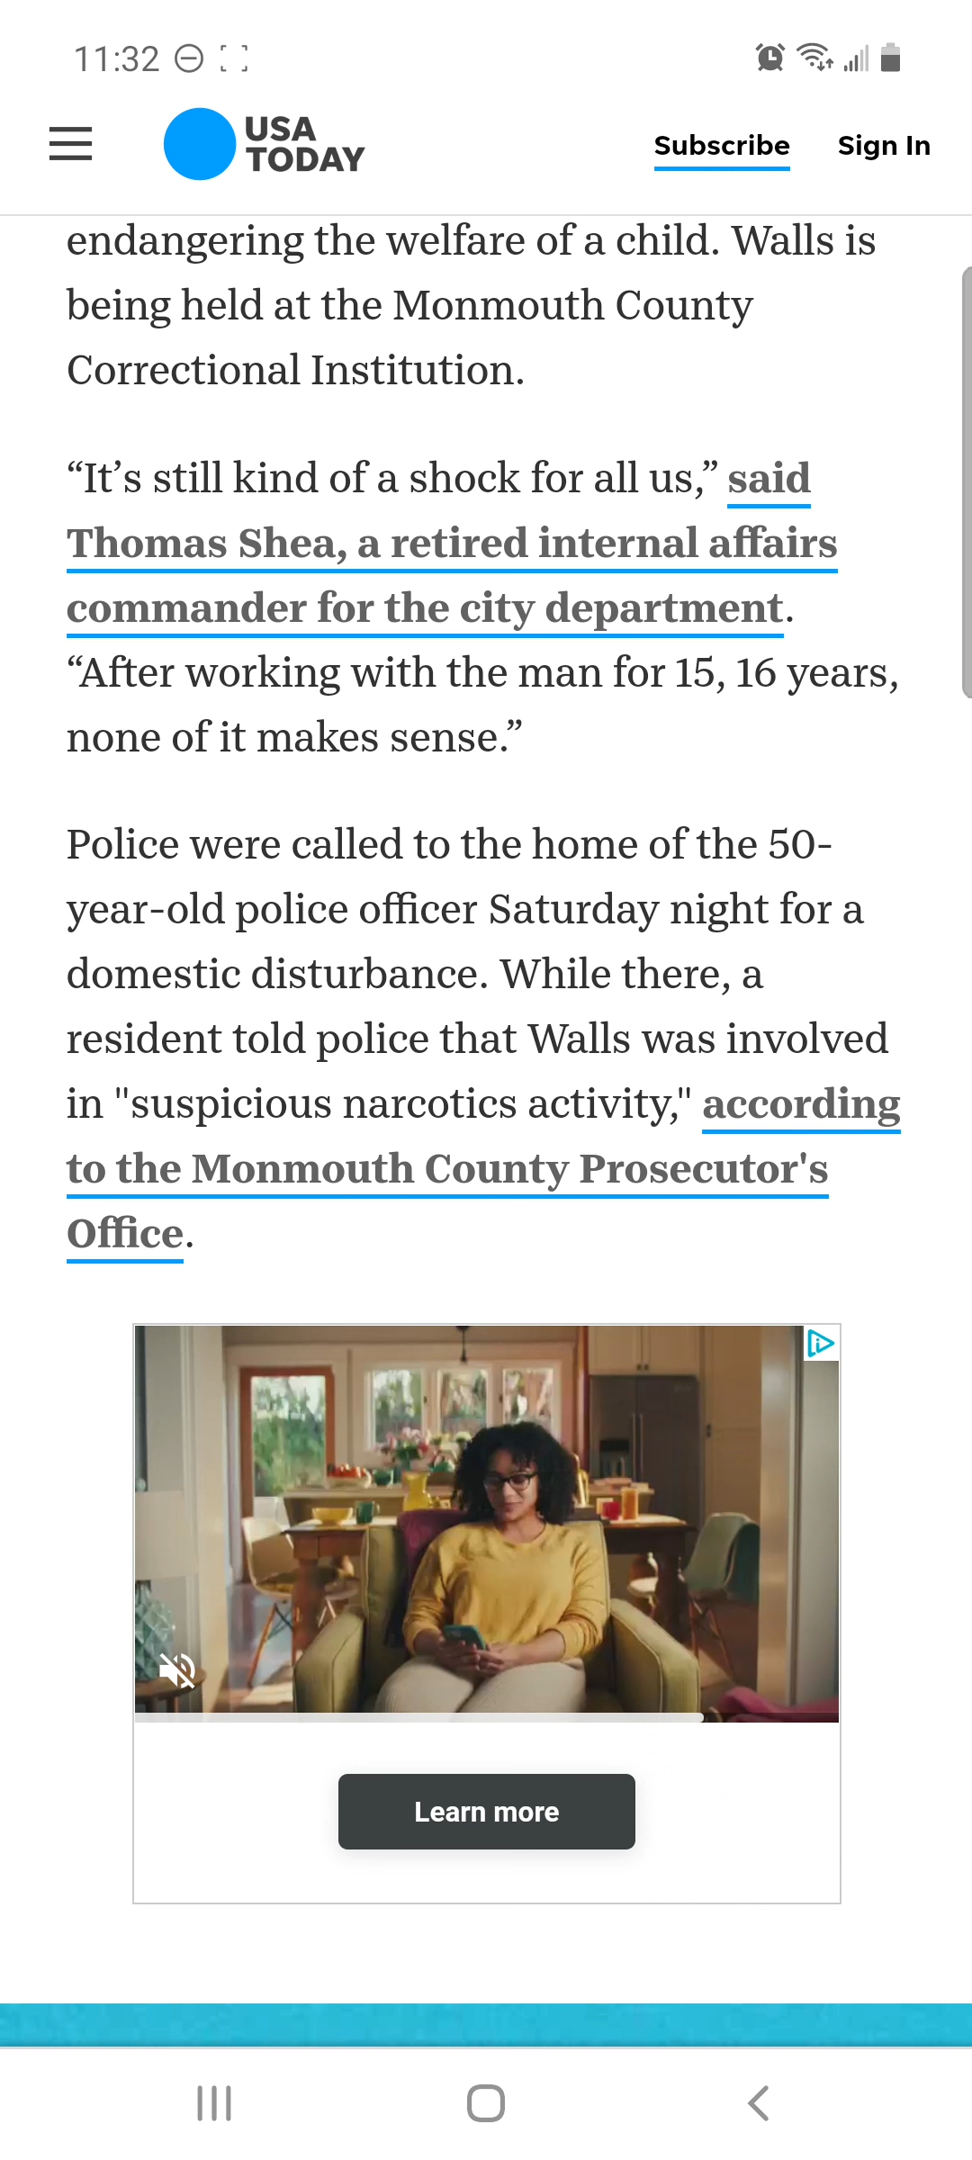 11:32
USA
TODAY
Subscribe
Sign In
endangering the welfare of a child. Walls is
being held at the Monmouth County
Correctional Institution.
“It’s still kind of a shock for all us,” said
Thomas Shea, a retired internal affairs
commander for the city department.
“After working with the man for 15, 16 years,
none of it makes sense.”
Police were called to the home of the 50-
year-old police officer Saturday night for a
domestic disturbance. While there, a
resident told police that Walls was involved
in "suspicious narcotics activity," according
to the Monmouth County Prosecutor's
Office.
Learn more